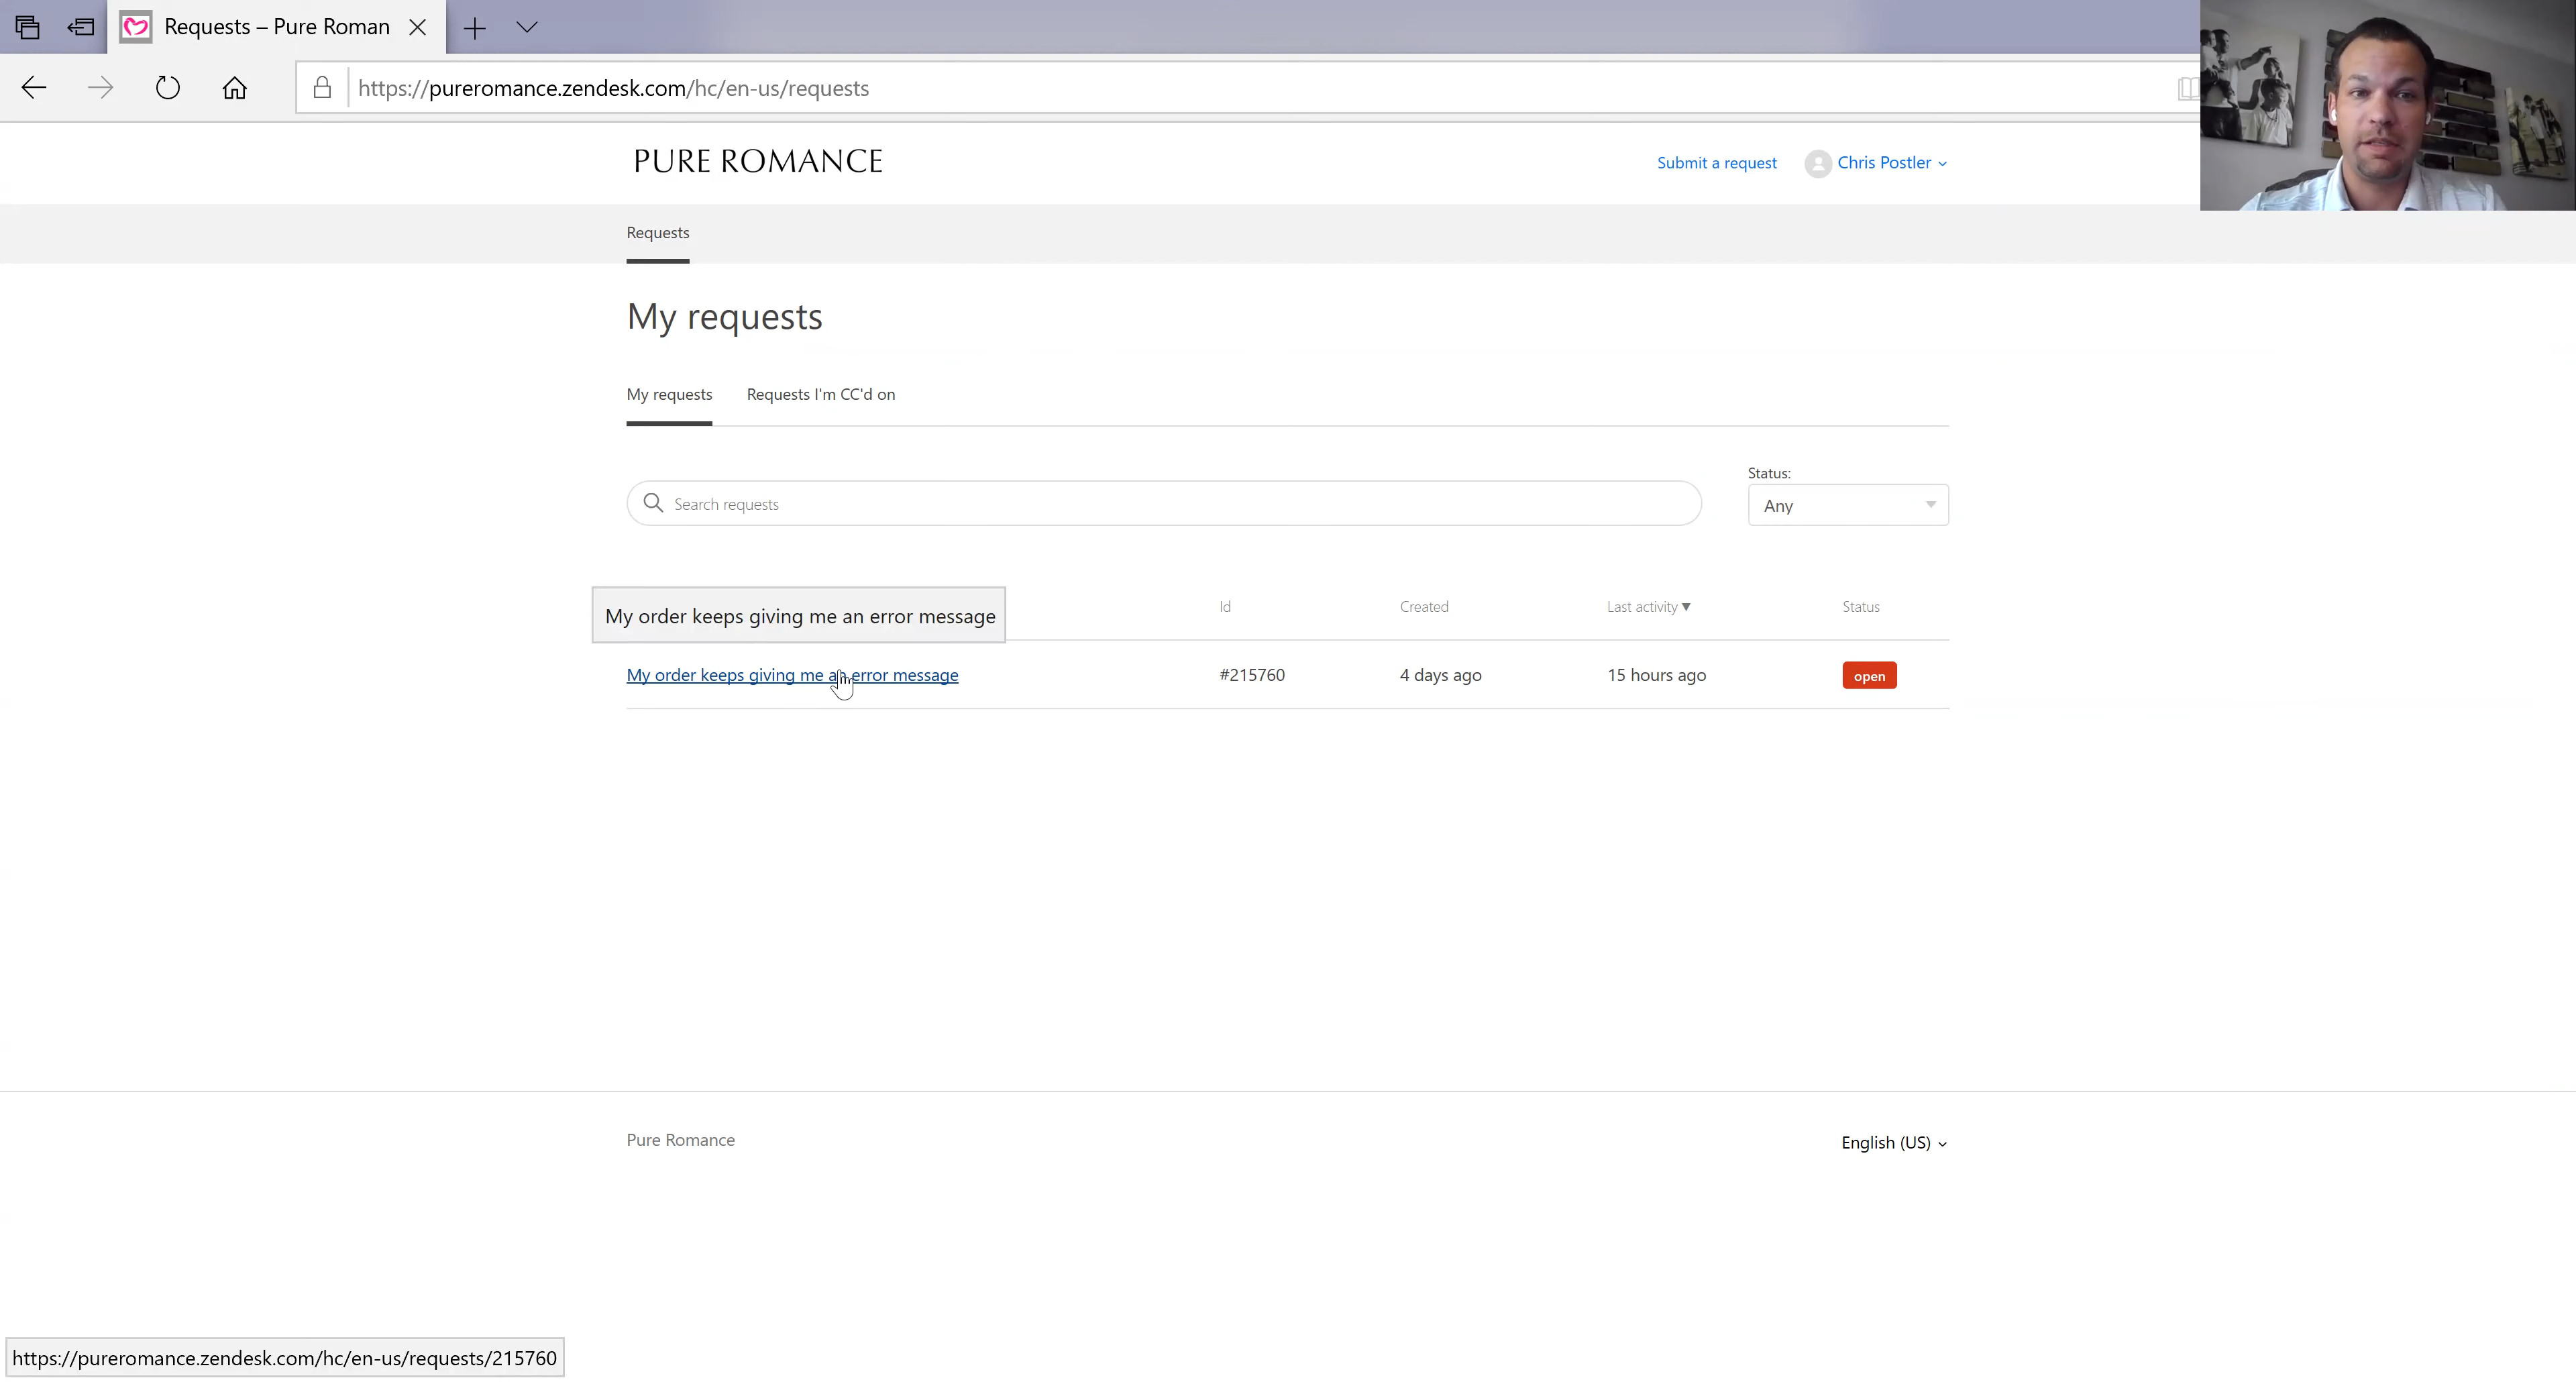 Requests – Pure Roman
https://pureromance.zendesk.com/hc/en-us/requests
PURE ROMANCE
Submit a request
Chris Postler
Requests
My requests
My requests
Requests I'm CC'd on
Search requests
Status:
Any
My order keeps giving me an error message
Id
Created
Last activity ▼
Status
My order keeps giving me an error message
#215760
4 days ago
15 hours ago
open
Pure Romance
English (US)
https://pureromance.zendesk.com/hc/en-us/requests/215760